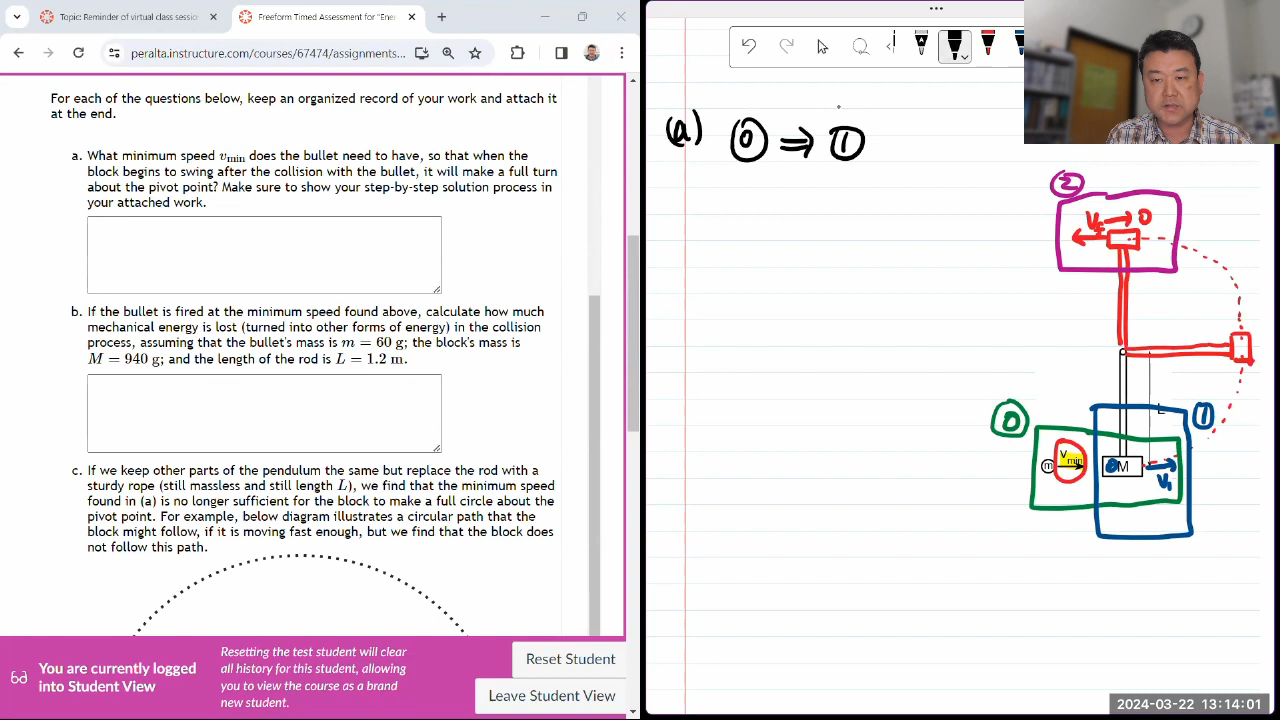 Topic: Reminder of virtual class sessio
Freeform Timed Assessment for "Ener
peralta.instructure.com/courses/67474/assignments...
For each of the questions below, keep an organized record of your work and attach it
at the end.
a. What minimum speed vmin does the bullet need to have, so that when the
block begins to swing after the collision with the bullet, it will make a full turn
about the pivot point? Make sure to show your step-by-step solution process in
your attached work.
b. If the bullet is fired at the minimum speed found above, calculate how much
mechanical energy is lost (turned into other forms of energy) in the collision
process, assuming that the bullet's mass is m = 60 g; the block's mass is
M = 940 g; and the length of the rod is L = 1.2 m.
c. If we keep other parts of the pendulum the same but replace the rod with a
sturdy rope (still massless and still length L), we find that the minimum speed
found in (a) is no longer sufficient for the block to make a full circle about the
pivot point. For example, below diagram illustrates a circular path that the
block might follow, if it is moving fast enough, but we find that the block does
not follow this path.
You are currently logged
into Student View
Resetting the test student will clear
all history for this student, allowing
you to view the course as a brand
new student.
Reset Student
Leave Student View
(a) ⓪ ⇒ ①
②
0
L
⓪
①
m
vmin
M
v1
2024-03-22 13:14:01